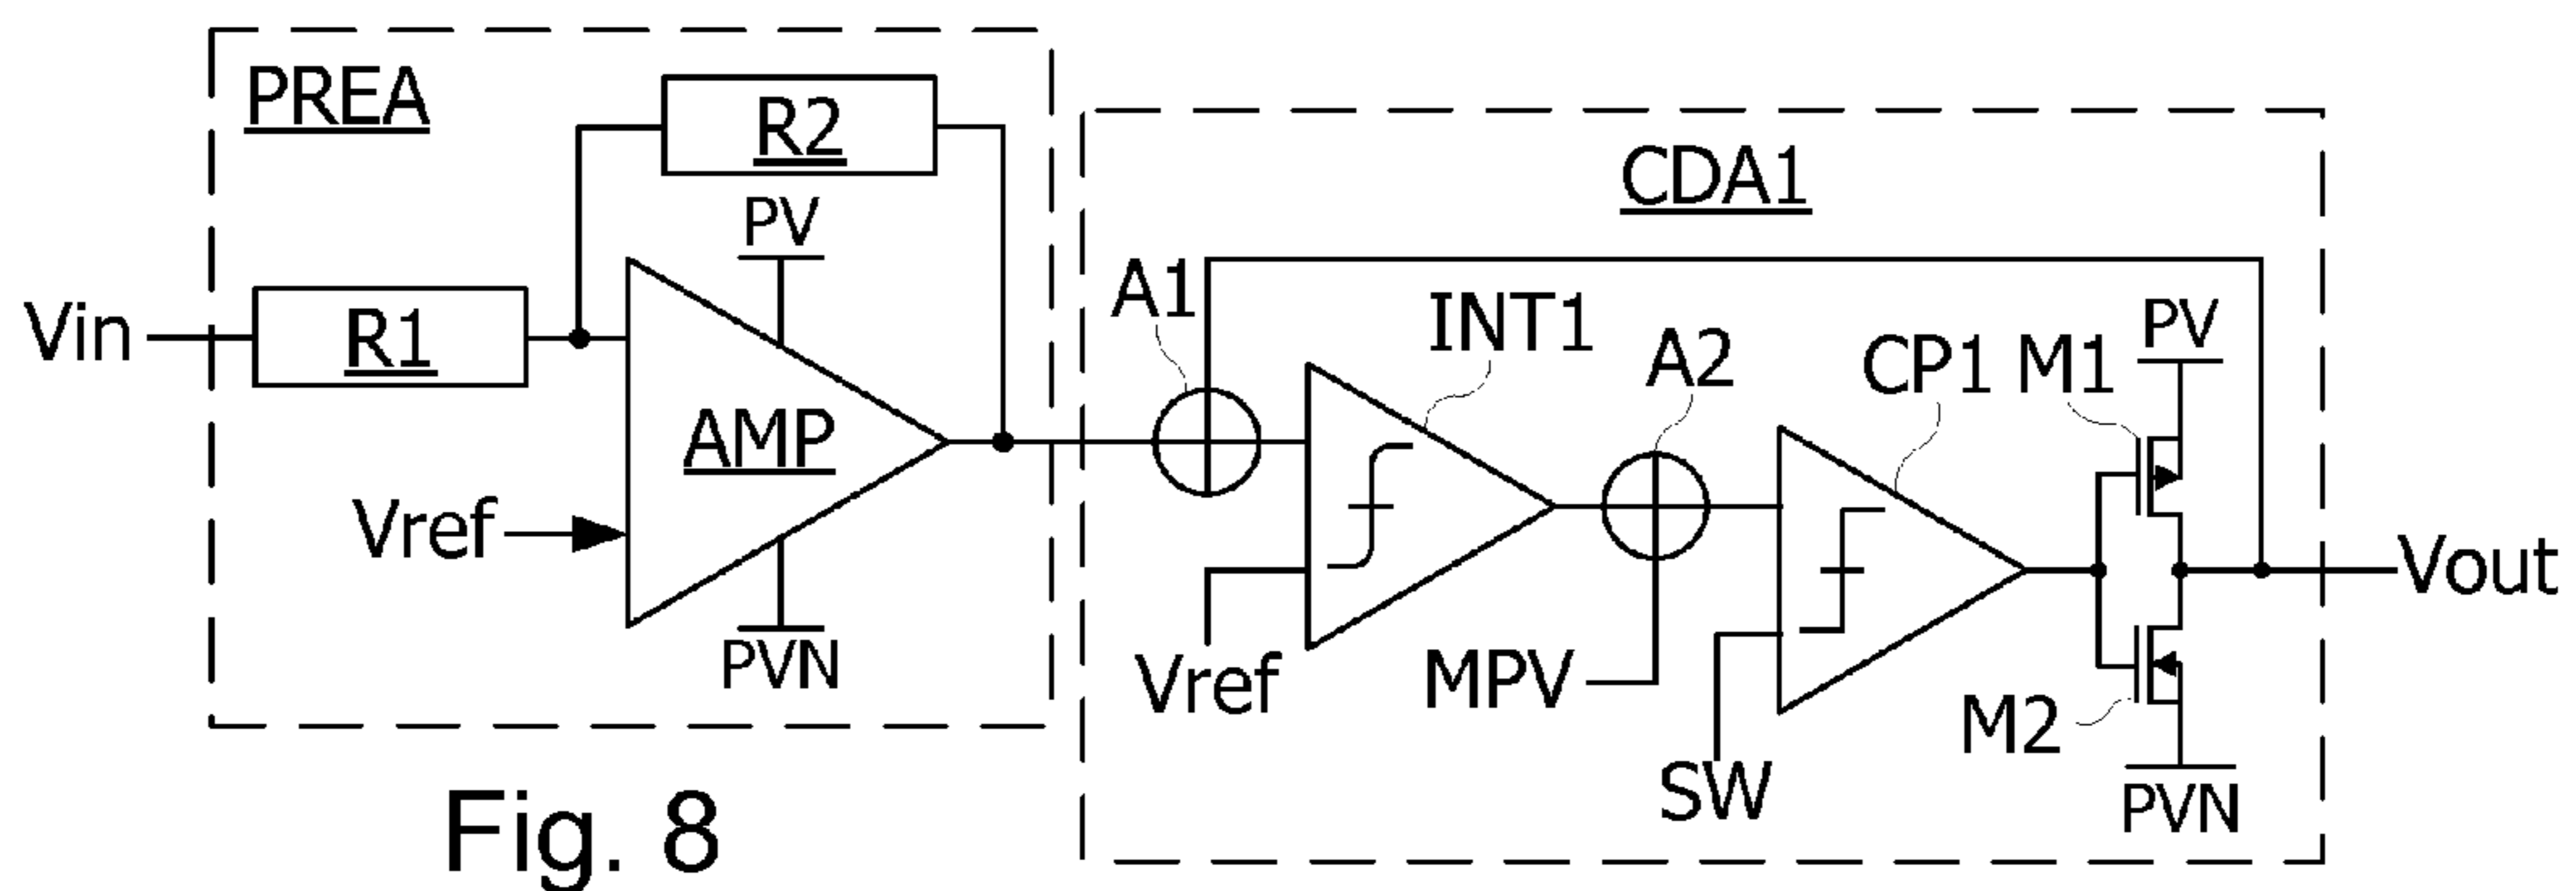 PREA
R2
CDA1
PV
A1
INT1
PV
Vin
R1
A2
CP1
M1
AMP
Vref
Vout
PVN
Vref
MPV
M2
SW
PVN
Fig. 8